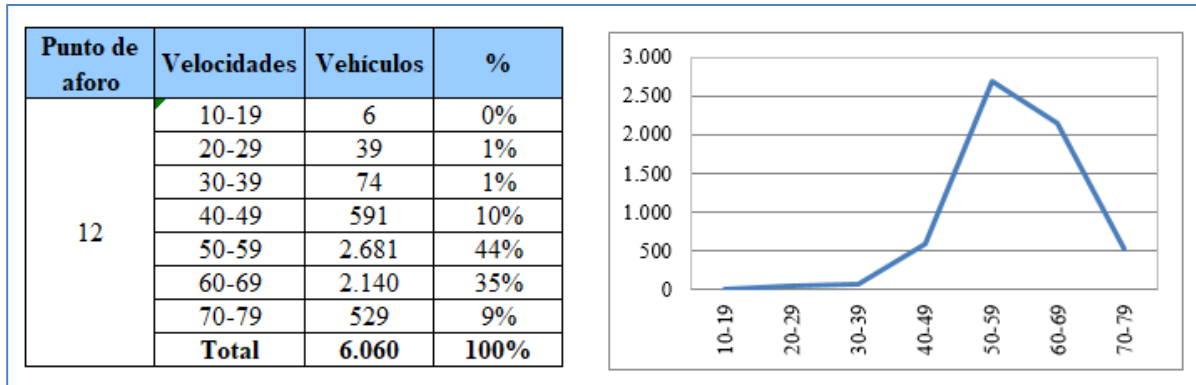 Punto de aforo Velocidades Vehículos %
12
10-19 6 0%
20-29 39 1%
30-39 74 1%
40-49 591 10%
50-59 2.681 44%
60-69 2.140 35%
70-79 529 9%
Total 6.060 100%
3.000
2.500
2.000
1.500
1.000
500
0
10-19 20-29 30-39 40-49 50-59 60-69 70-79